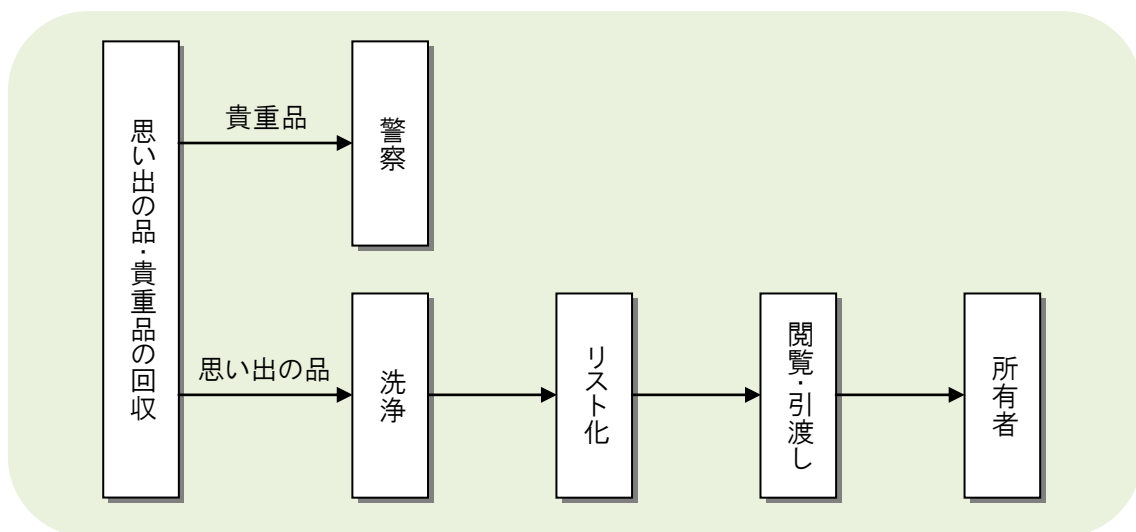 思い出の品・貴重品の回収
貴重品
警察
思い出の品
洗浄
リスト化
閲覧・引渡し
所有者